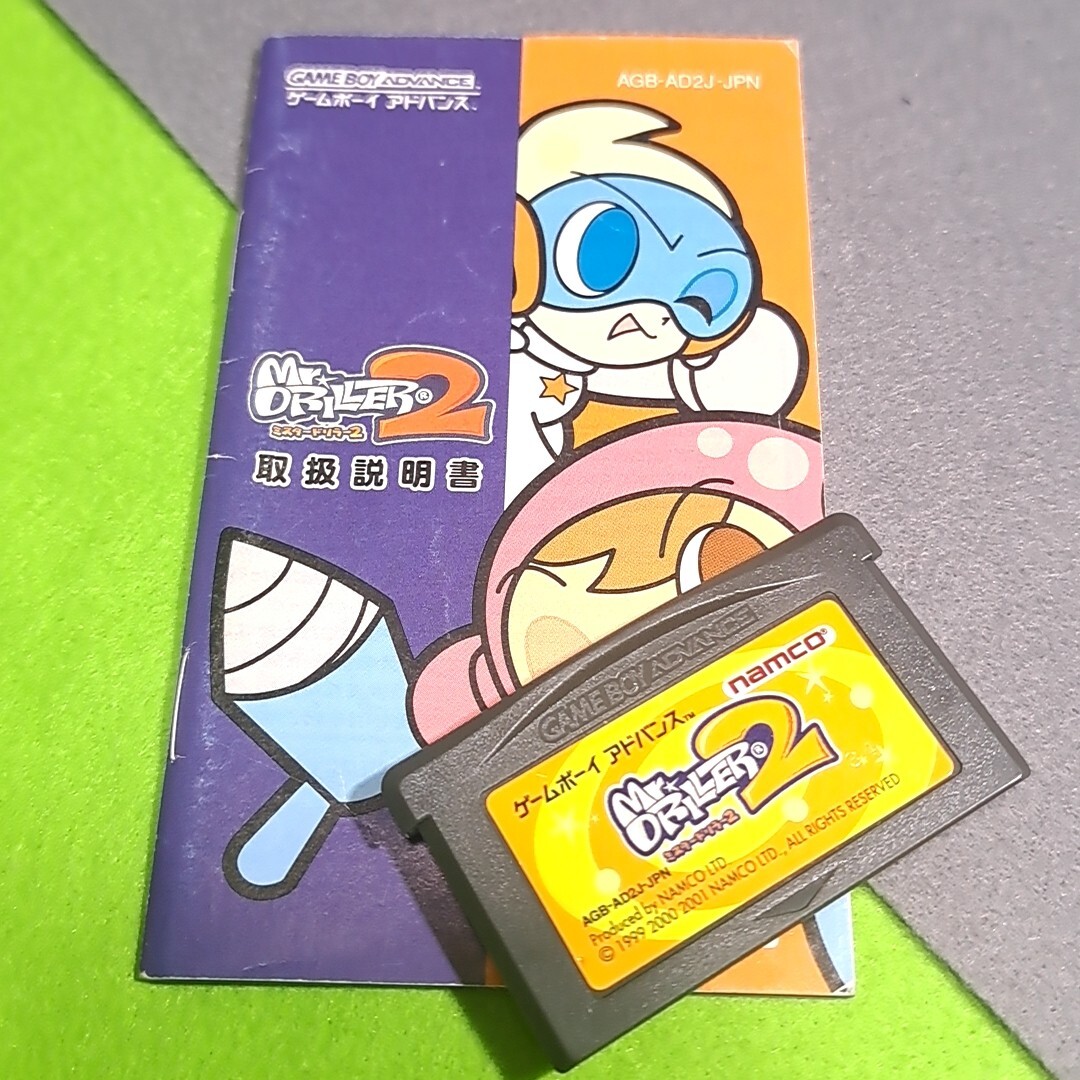 GAME BOY ADVANCE
ゲームボーイ アドバンス™
AGB-AD2J-JPN
Mr. DRILLER® 2
ミスタードリラー2
取扱説明書
GAME BOY ADVANCE
namco®
ゲームボーイ アドバンス™
Mr. DRILLER® 2
ミスタードリラー2
AGB-AD2J-JPN
Produced by NAMCO LTD
© 1999 2000 2001 NAMCO LTD., ALL RIGHTS RESERVED